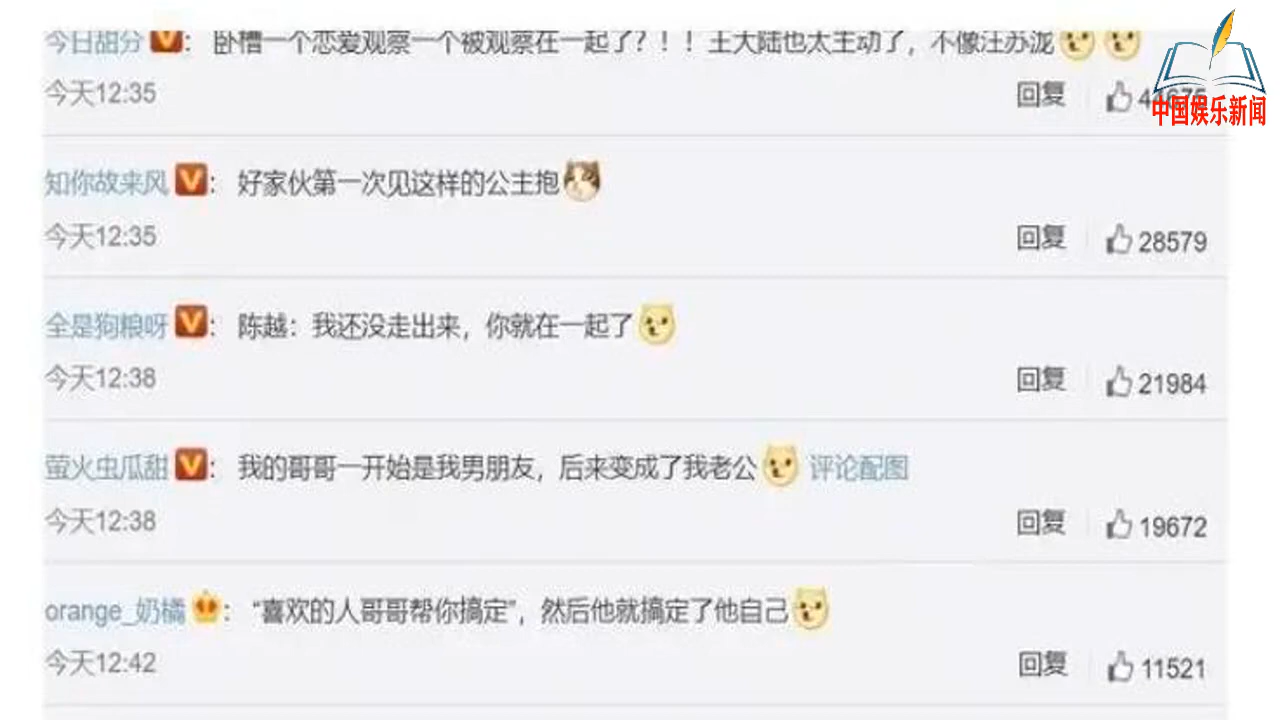 今日甜分：卧槽一个恋爱观察一个被观察在一起了？！！王大陆也太主动了，不像汪苏泷
今天12:35 回复
中国娱乐新闻
知你故来风：好家伙第一次见这样的公主抱
今天12:35 回复 28579
全是狗粮呀：陈越：我还没走出来，你就在一起了
今天12:38 回复 21984
萤火虫瓜甜：我的哥哥一开始是我男朋友，后来变成了我老公 评论配图
今天12:38 回复 19672
orange_奶橘：“喜欢的人哥哥帮你搞定”，然后他就搞定了他自己
今天12:42 回复 11521